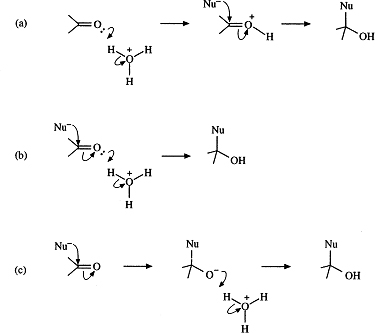 (a) O H + O H H Nu− + O H Nu OH
(b) Nu− O H + O H H Nu OH
(c) Nu− O Nu O− H + O H H Nu OH